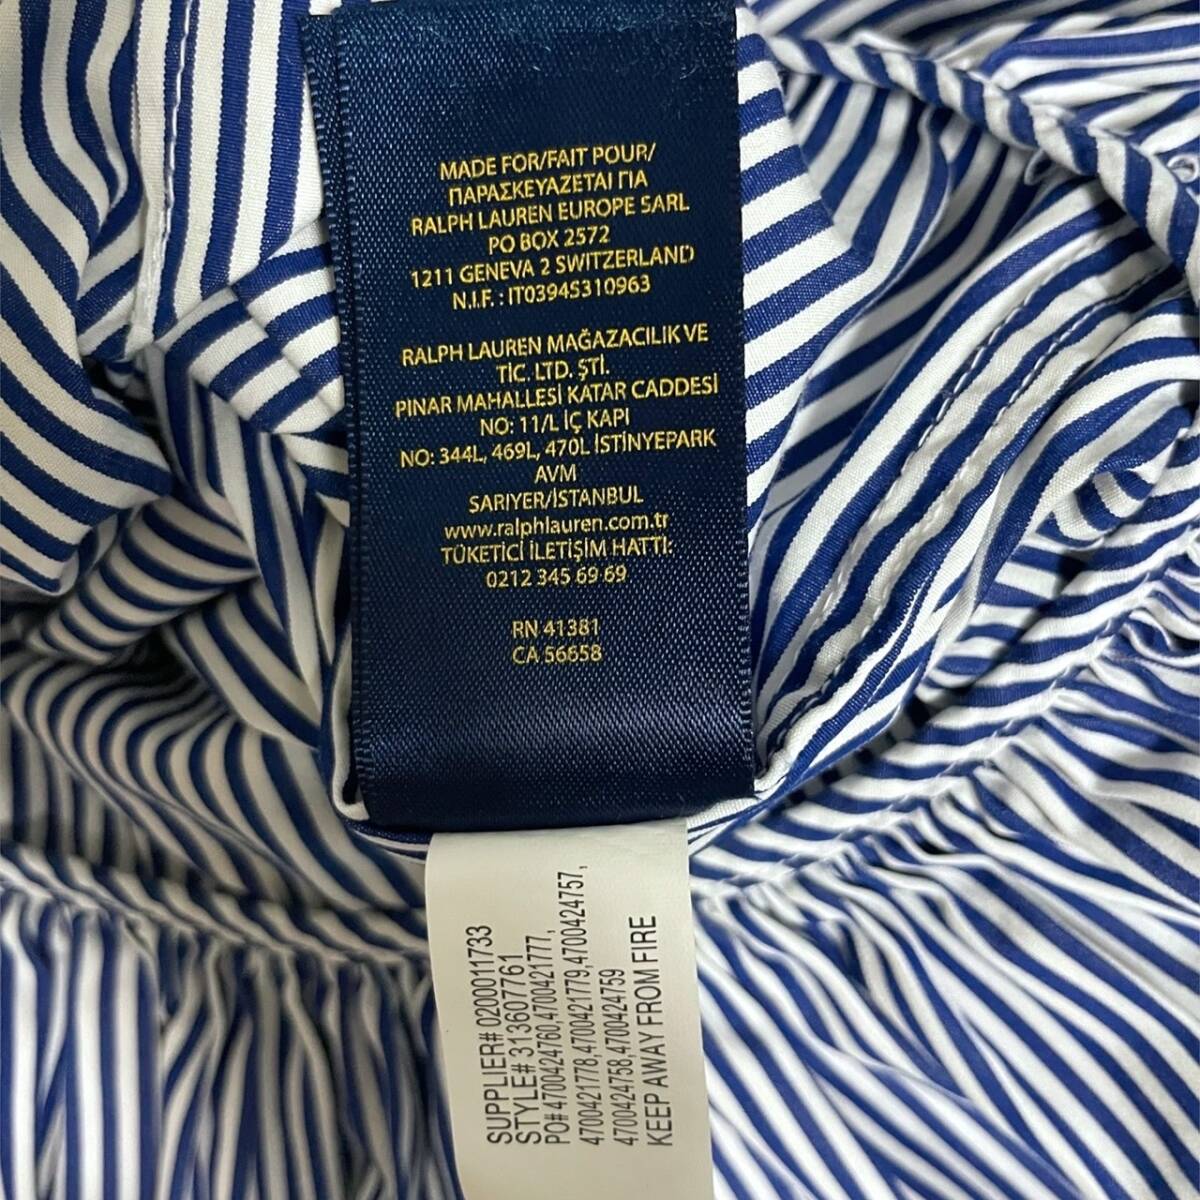 MADE FOR/FAIT POUR/
ΠΑΡΑΣΚΕΥΑΖΕΤΑΙ ΓΙΑ
RALPH LAUREN EUROPE SARL
PO BOX 2572
1211 GENEVA 2 SWITZERLAND
N.I.F. : IT03945310963
RALPH LAUREN MAĞAZACILIK VE
TİC. LTD. ŞTİ.
PINAR MAHALLESİ KATAR CADDESİ
NO: 11/L İÇ KAPI
NO: 344L, 469L, 470L İSTİNYEPARK
AVM
SARIYER/İSTANBUL
www.ralphlauren.com.tr
TÜKETİCİ İLETİŞİM HATTI:
0212 345 69 69
RN 41381
CA 56658
SUPPLIER# 0200011733
STYLE# 313607761
PO# 4700424760,4700421777,
4700421778,4700421779,4700424757,
4700424758,4700424759
KEEP AWAY FROM FIRE